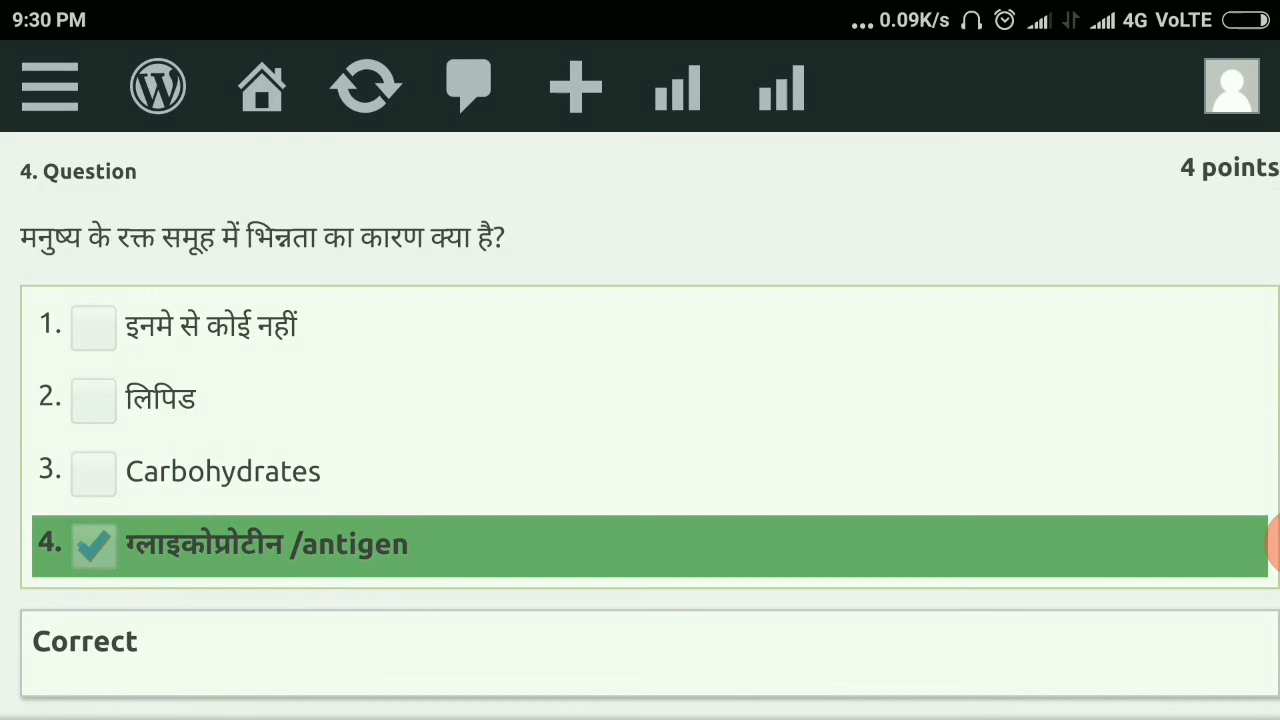 9:30 PM ... 0.09K/s 4G VoLTE
4. Question 4 points
मनुष्य के रक्त समूह में भिन्नता का कारण क्या है?
1. इनमे से कोई नहीं
2. लिपिड
3. Carbohydrates
4. ग्लाइकोप्रोटीन /antigen
Correct